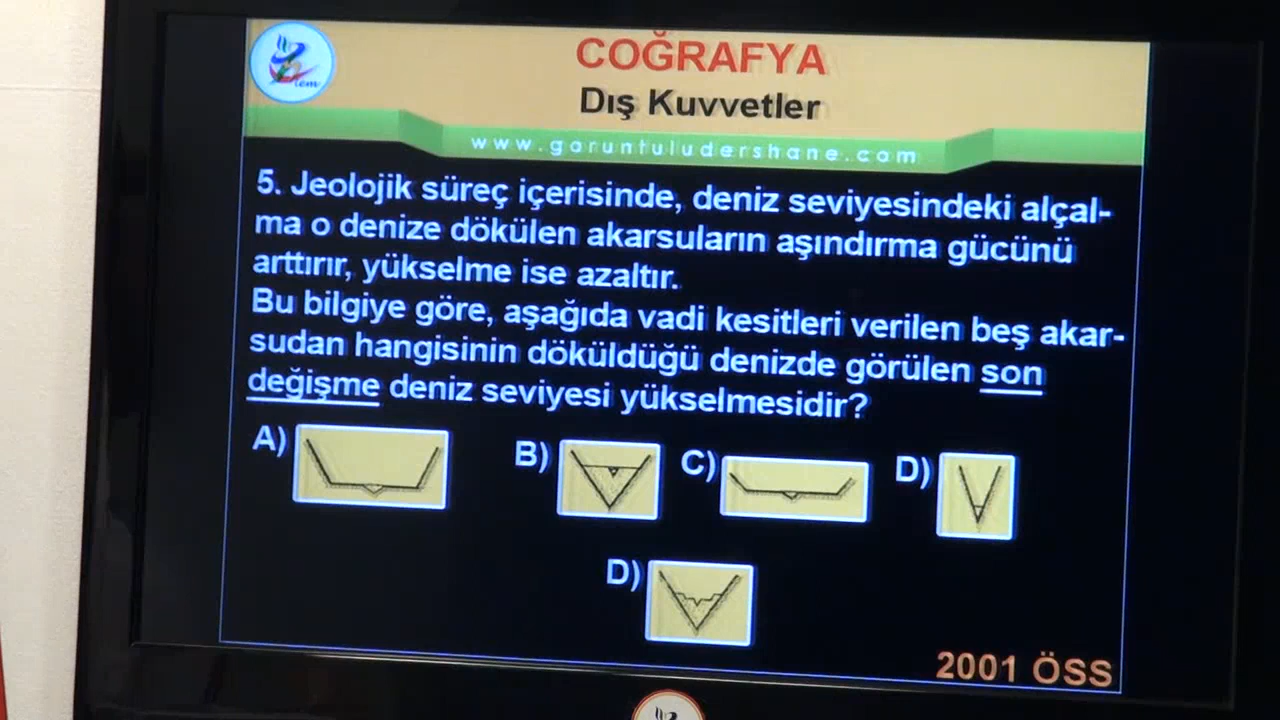 COĞRAFYA
Dış Kuvvetler
www.goruntuludershane.com
5. Jeolojik süreç içerisinde, deniz seviyesindeki alçal-
ma o denize dökülen akarsuların aşındırma gücünü
arttırır, yükselme ise azaltır.
Bu bilgiye göre, aşağıda vadi kesitleri verilen beş akar-
sudan hangisinin döküldüğü denizde görülen son
değişme deniz seviyesi yükselmesidir?
A) B) C) D)
D)
2001 ÖSS